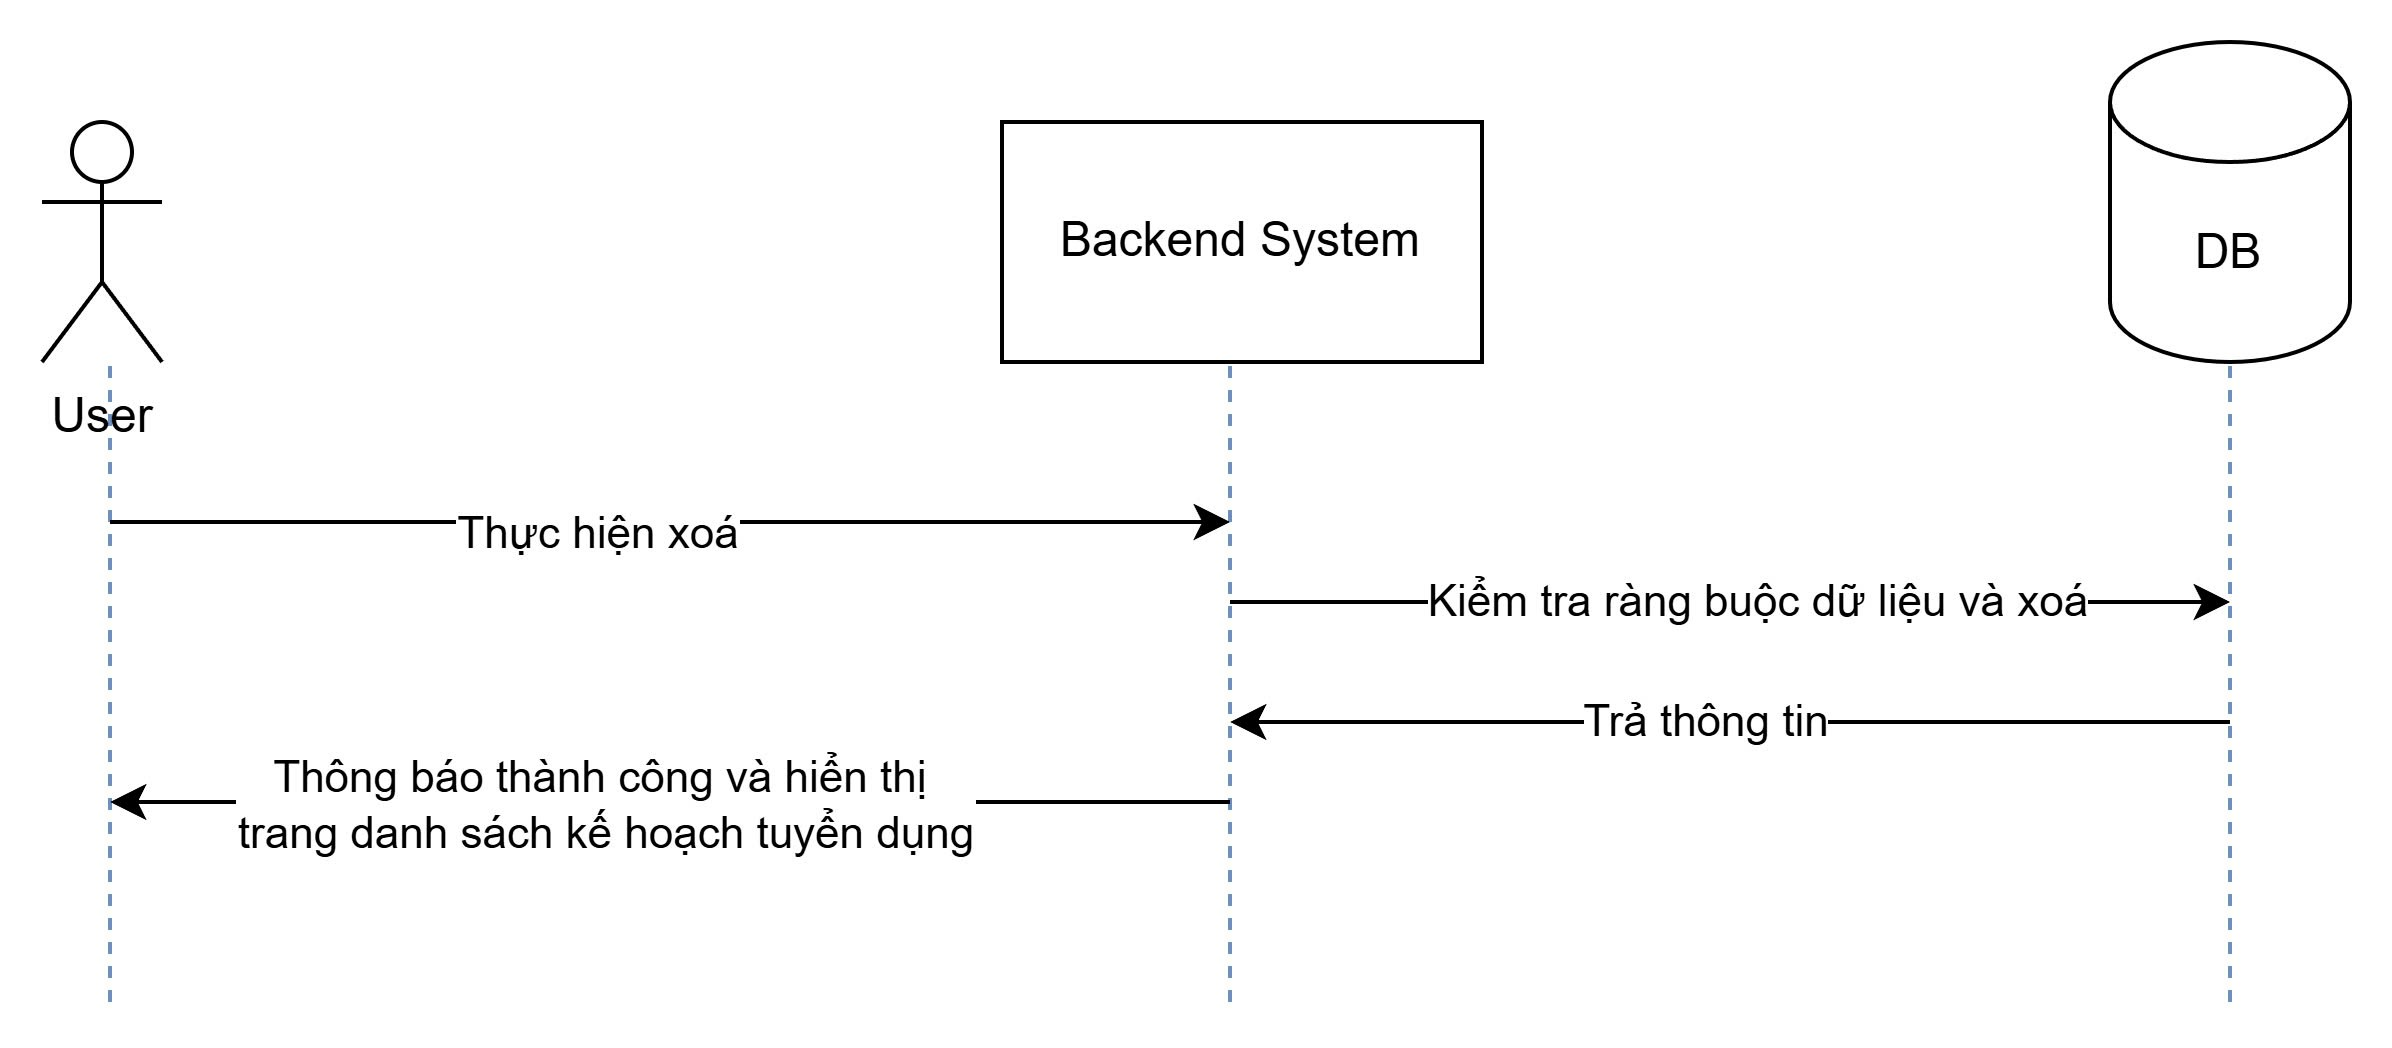 Backend System
DB
User
Thực hiện xoá
Kiểm tra ràng buộc dữ liệu và xoá
Trả thông tin
Thông báo thành công và hiển thị
trang danh sách kế hoạch tuyển dụng